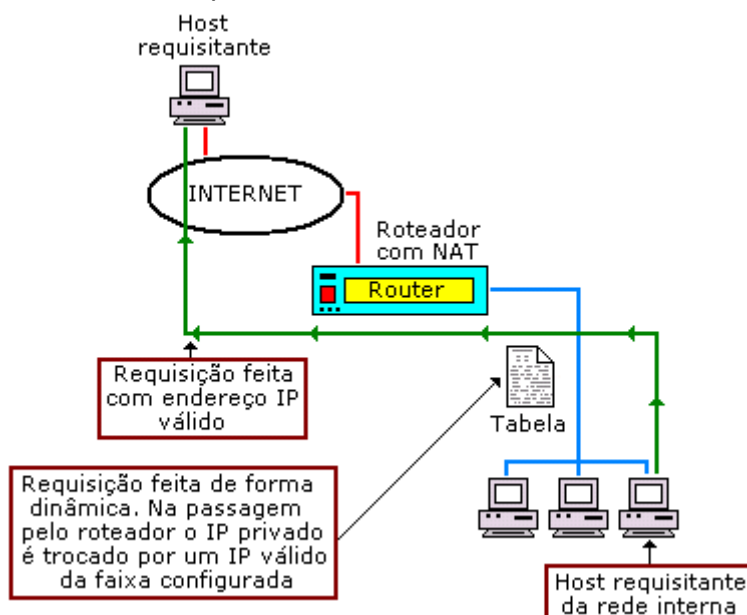 Host
requisitante
INTERNET
Roteador
com NAT
Router
Requisição feita
com endereço IP
válido
Tabela
Requisição feita de forma
dinâmica. Na passagem
pelo roteador o IP privado
é trocado por um IP válido
da faixa configurada
Host requisitante
da rede interna